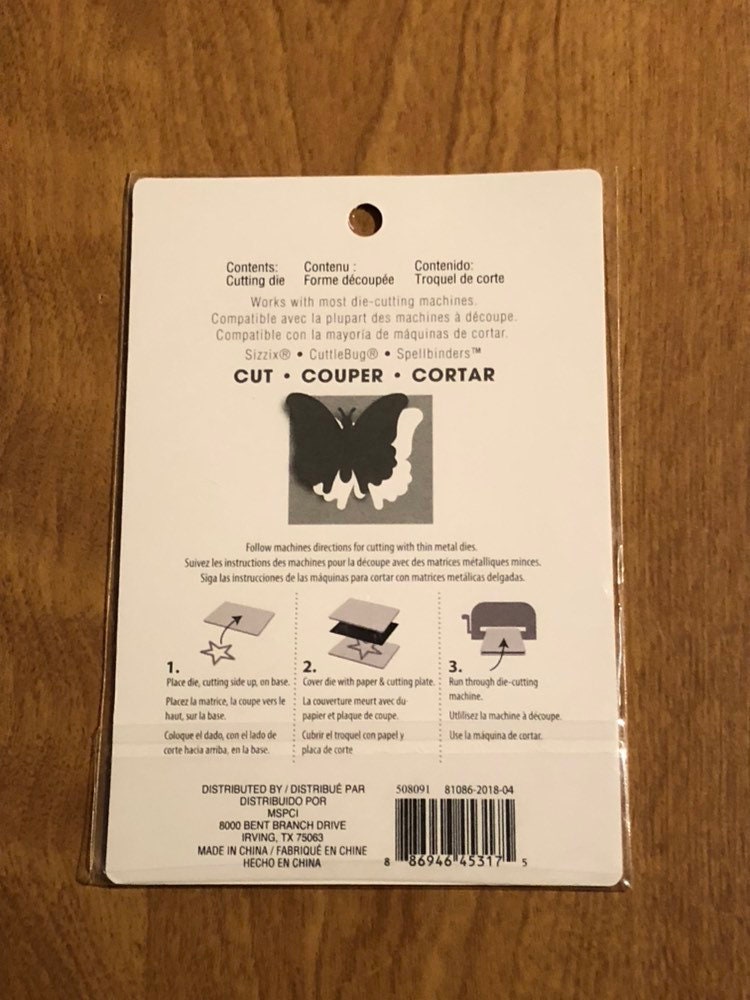 Contents:
Cutting die
Contenu :
Forme découpée
Contenido:
Troquel de corte
Works with most die-cutting machines.
Compatible avec la plupart des machines à découpe.
Compatible con la mayoría de máquinas de cortar.
Sizzix® • CuttleBug® • Spellbinders™
CUT • COUPER • CORTAR
Follow machines directions for cutting with thin metal dies.
Suivez les instructions des machines pour la découpe avec des matrices métalliques minces.
Siga las instrucciones de las máquinas para cortar con matrices metálicas delgadas.
1.
Place die, cutting side up, on base.
Placez la matrice, la coupe vers le
haut, sur la base.
Coloque el dado, con el lado de
corte hacia arriba, en la base.
2.
Cover die with paper & cutting plate.
La couverture meurt avec du
papier et plaque de coupe.
Cubrir el troquel con papel y
placa de corte
3.
Run through die-cutting
machine.
Utlilisez la machine à découpe.
Use la máquina de cortar.
DISTRIBUTED BY / DISTRIBUÉ PAR
DISTRIBUIDO POR
MSPCI
8000 BENT BRANCH DRIVE
IRVING, TX 75063
MADE IN CHINA / FABRIQUÉ EN CHINE
HECHO EN CHINA
508091 81086-2018-04
8 86946 45317 5